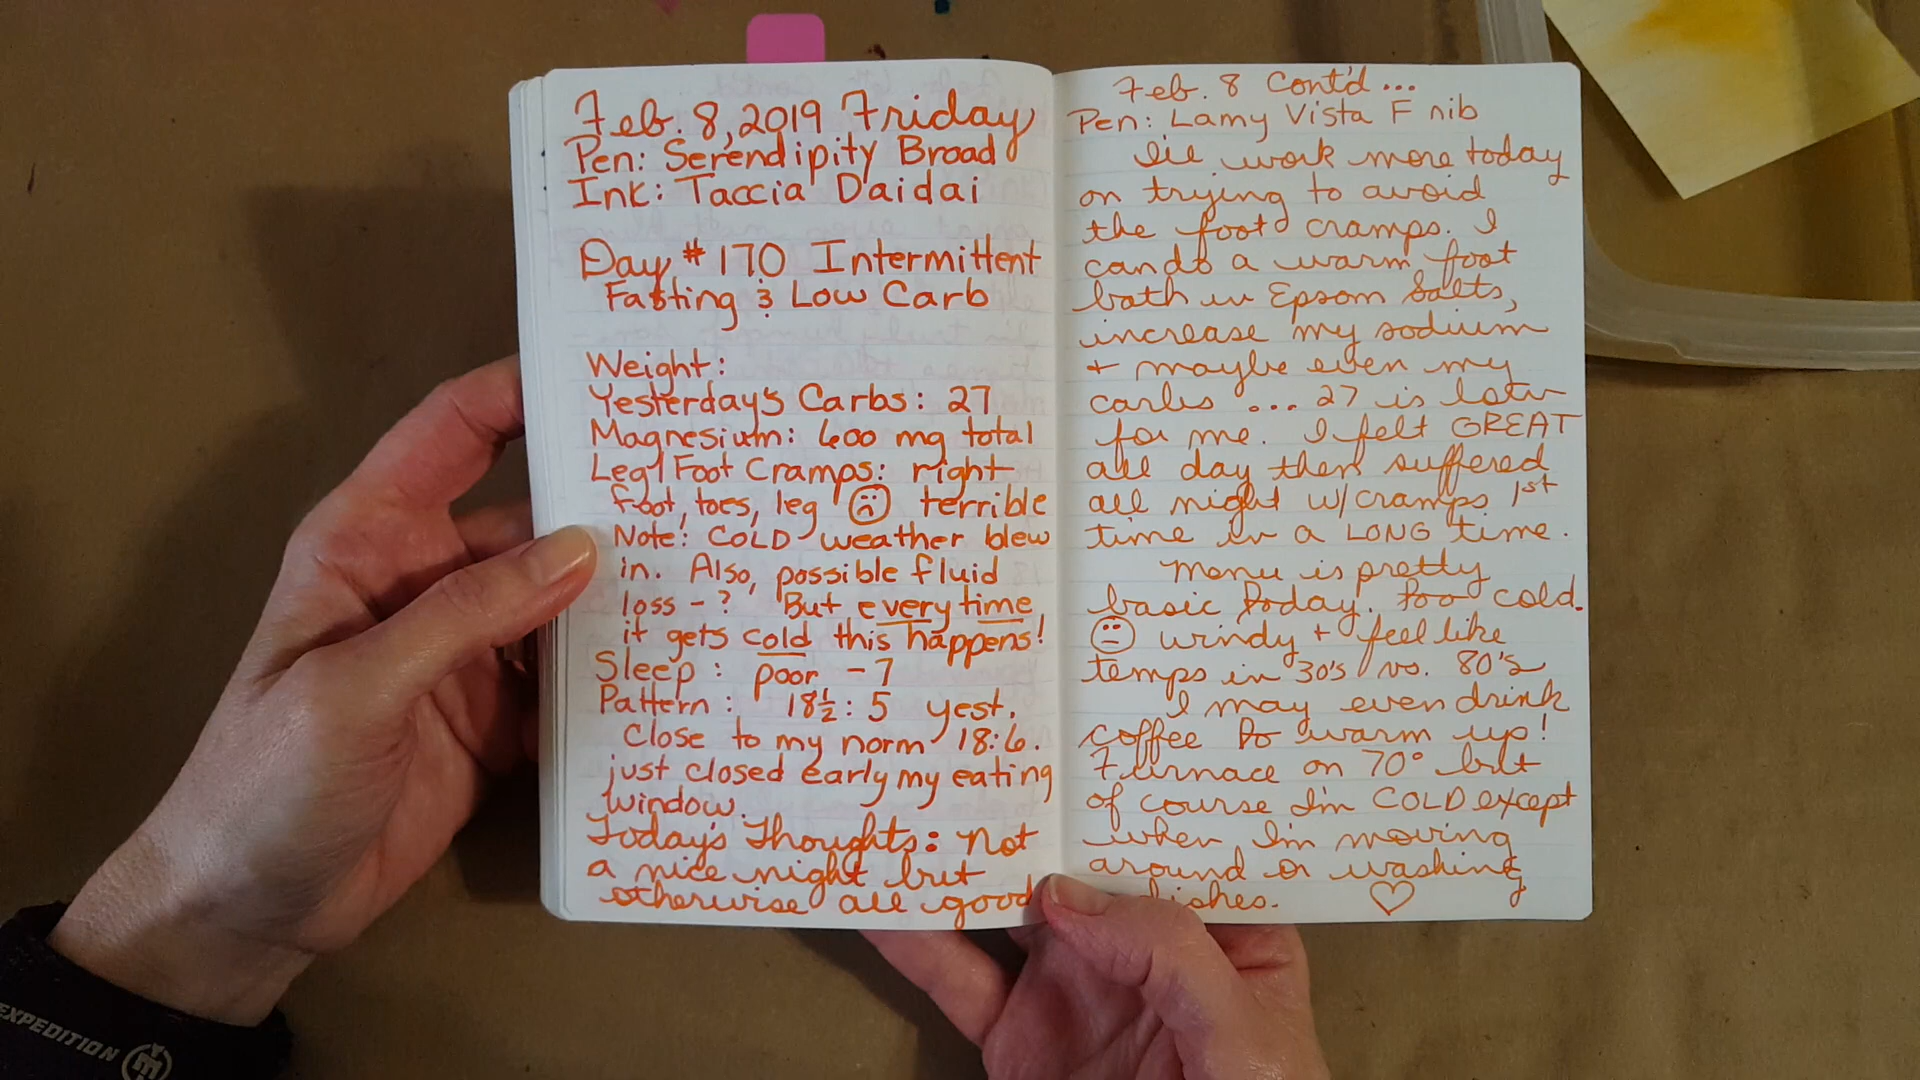 Feb. 8, 2019 Friday
Pen: Serendipity Broad
Ink: Taccia Daidai
Day # 170 Intermittent
Fasting & Low Carb
Weight:
Yesterday's Carbs: 27
Magnesium: 600 mg total
Leg/Foot Cramps: right
foot, toes, leg ☹ terrible
Note: COLD weather blew
in. Also, possible fluid
loss - ? But every time
it gets cold this happens!
Sleep: poor - 7
Pattern: 18½:5 yest.
Close to my norm 18:6.
just closed early my eating
window.
Today's Thoughts: Not
a nice night but
otherwise all good
Feb. 8 Cont'd ...
Pen: Lamy Vista F nib
I'll work more today
on trying to avoid
the foot cramps. I
can do a warm foot
bath in Epsom Salts,
increase my sodium
+ maybe even my
carbs ... 27 is low
for me. I felt GREAT
all day then suffered
all night w/cramps 1st
time in a LONG time.
Menu is pretty
basic today. Too cold.
☹ windy + feel like
temps in 30's vs. 80's
I may even drink
coffee to warm up!
Furnace on 70° but
of course I'm COLD except
when I'm moving
around or washing
dishes. ♡
EXPEDITION